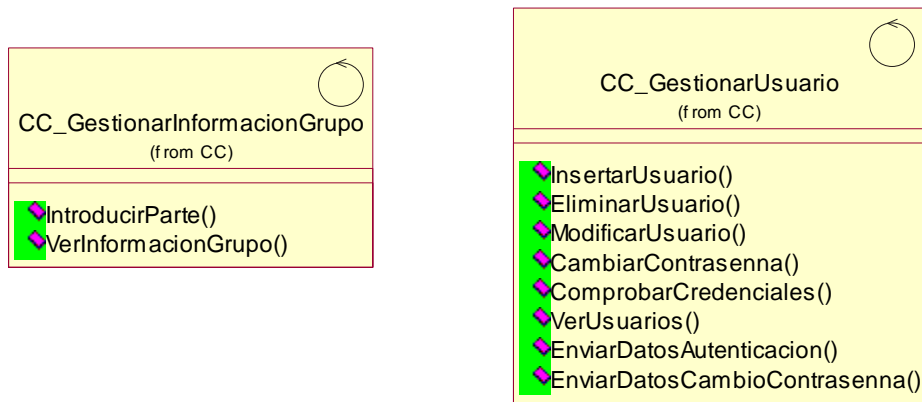 CC_GestionarInformacionGrupo
(from CC)
IntroducirParte()
VerInformacionGrupo()
CC_GestionarUsuario
(from CC)
InsertarUsuario()
EliminarUsuario()
ModificarUsuario()
CambiarContrasenna()
ComprobarCredenciales()
VerUsuarios()
EnviarDatosAutenticacion()
EnviarDatosCambioContrasenna()